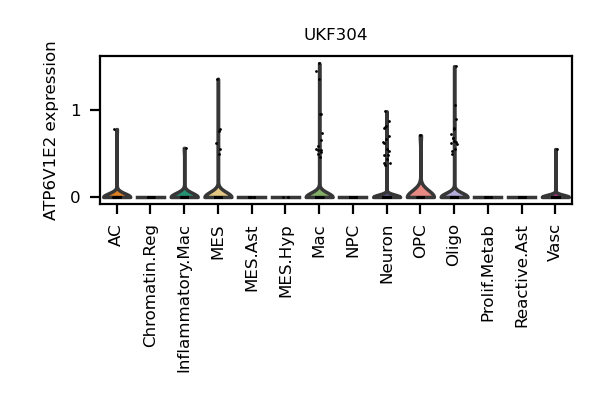 UKF304
ATP6V1E2 expression
1
0
AC
Chromatin.Reg
Inflammatory.Mac
MES
MES.Ast
MES.Hyp
Mac
NPC
Neuron
OPC
Oligo
Prolif.Metab
Reactive.Ast
Vasc